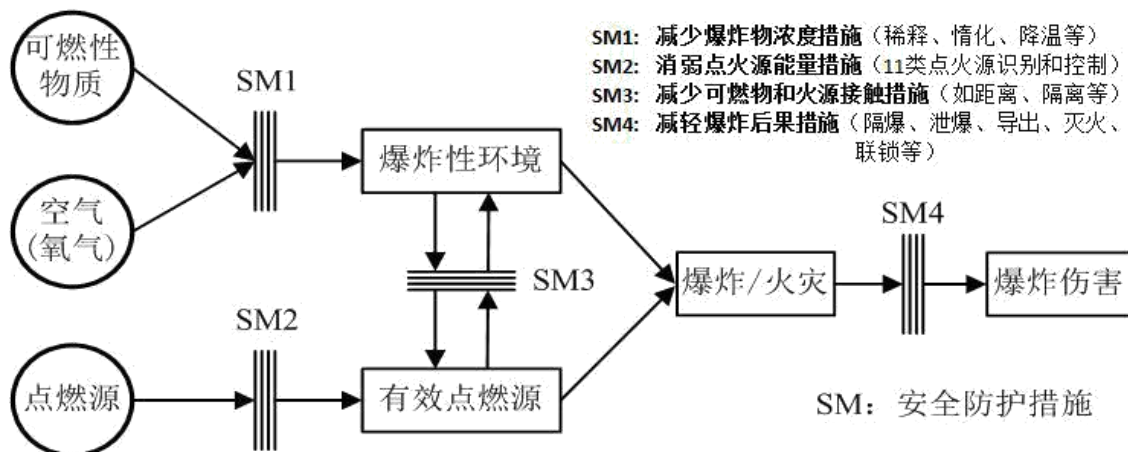 可燃性
物质
SM1
SM1: 减少爆炸物浓度措施（稀释、惰化、降温等）
SM2: 消弱点火源能量措施（11类点火源识别和控制）
SM3: 减少可燃物和火源接触措施（如距离、隔离等）
SM4: 减轻爆炸后果措施（隔爆、泄爆、导出、灭火、
联锁等）
爆炸性环境
空气
(氧气)
SM4
SM3
爆炸/火灾
爆炸伤害
SM2
点燃源
有效点燃源
SM：安全防护措施